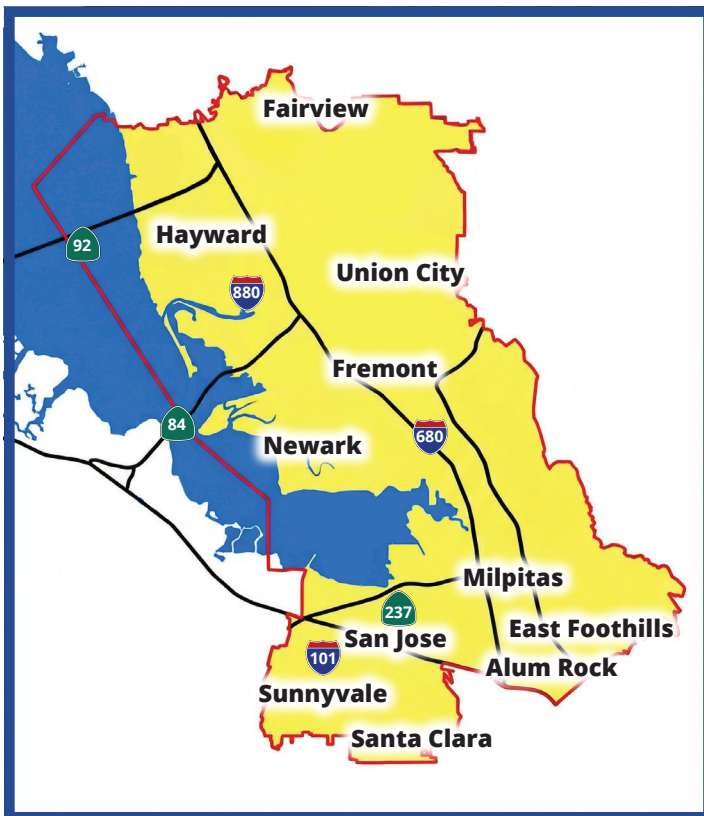 Fairview
Hayward
92
Union City
880
Fremont
84
680
Newark
Milpitas
237
East Foothills
San Jose
101
Alum Rock
Sunnyvale
Santa Clara